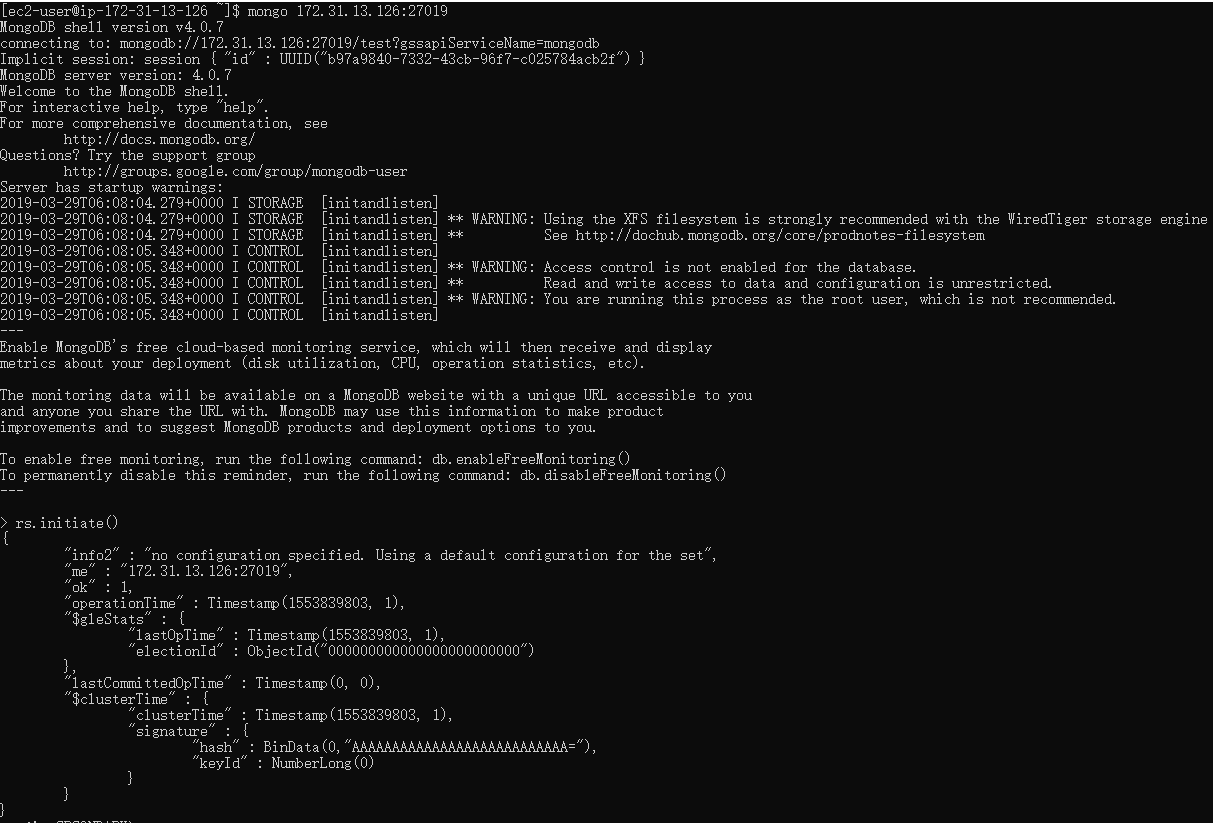 [ec2-user@ip-172-31-13-126 ~]$ mongo 172.31.13.126:27019
MongoDB shell version v4.0.7
connecting to: mongodb://172.31.13.126:27019/test?gssapiServiceName=mongodb
Implicit session: session { "id" : UUID("b97a9840-7332-43cb-96f7-c025784acb2f") }
MongoDB server version: 4.0.7
Welcome to the MongoDB shell.
For interactive help, type "help".
For more comprehensive documentation, see
        http://docs.mongodb.org/
Questions? Try the support group
        http://groups.google.com/group/mongodb-user
Server has startup warnings:
2019-03-29T06:08:04.279+0000 I STORAGE  [initandlisten]
2019-03-29T06:08:04.279+0000 I STORAGE  [initandlisten] ** WARNING: Using the XFS filesystem is strongly recommended with the WiredTiger storage engine
2019-03-29T06:08:04.279+0000 I STORAGE  [initandlisten] **          See http://dochub.mongodb.org/core/prodnotes-filesystem
2019-03-29T06:08:05.348+0000 I CONTROL  [initandlisten]
2019-03-29T06:08:05.348+0000 I CONTROL  [initandlisten] ** WARNING: Access control is not enabled for the database.
2019-03-29T06:08:05.348+0000 I CONTROL  [initandlisten] **          Read and write access to data and configuration is unrestricted.
2019-03-29T06:08:05.348+0000 I CONTROL  [initandlisten] ** WARNING: You are running this process as the root user, which is not recommended.
2019-03-29T06:08:05.348+0000 I CONTROL  [initandlisten]
---
Enable MongoDB's free cloud-based monitoring service, which will then receive and display
metrics about your deployment (disk utilization, CPU, operation statistics, etc).
The monitoring data will be available on a MongoDB website with a unique URL accessible to you
and anyone you share the URL with. MongoDB may use this information to make product
improvements and to suggest MongoDB products and deployment options to you.
To enable free monitoring, run the following command: db.enableFreeMonitoring()
To permanently disable this reminder, run the following command: db.disableFreeMonitoring()
---
> rs.initiate()
{
        "info2" : "no configuration specified. Using a default configuration for the set",
        "me" : "172.31.13.126:27019",
        "ok" : 1,
        "operationTime" : Timestamp(1553839803, 1),
        "$gleStats" : {
                "lastOpTime" : Timestamp(1553839803, 1),
                "electionId" : ObjectId("000000000000000000000000")
        },
        "lastCommittedOpTime" : Timestamp(0, 0),
        "$clusterTime" : {
                "clusterTime" : Timestamp(1553839803, 1),
                "signature" : {
                        "hash" : BinData(0,"AAAAAAAAAAAAAAAAAAAAAAAAAAA="),
                        "keyId" : NumberLong(0)
                }
        }
}